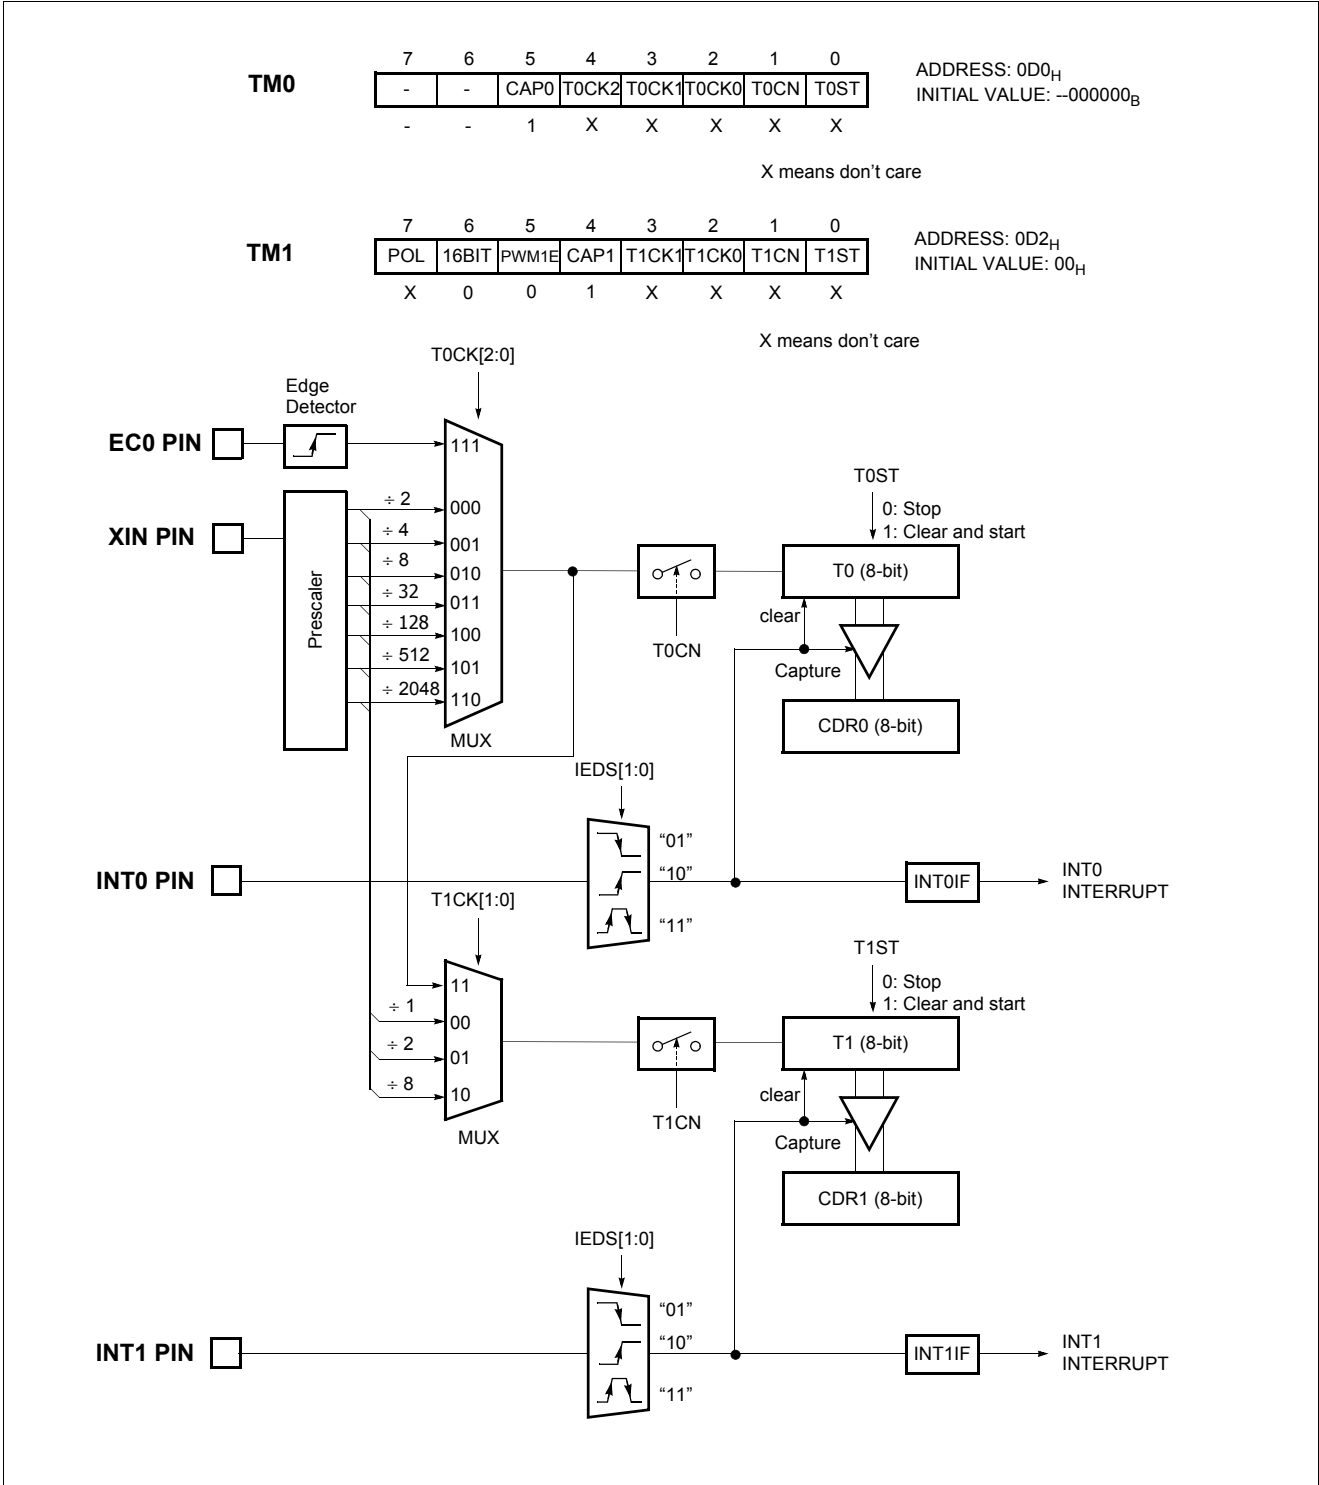 7 6 5 4 3 2 1 0
TM0
- - CAP0 T0CK2 T0CK1 T0CK0 T0CN T0ST
ADDRESS: 0D0H
INITIAL VALUE: --000000B
- - 1 X X X X X
X means don't care
7 6 5 4 3 2 1 0
TM1
POL 16BIT PWM1E CAP1 T1CK1 T1CK0 T1CN T1ST
ADDRESS: 0D2H
INITIAL VALUE: 00H
X 0 0 1 X X X X
X means don't care
T0CK[2:0]
Edge
Detector
EC0 PIN
111
XIN PIN
Prescaler
÷ 2
000
÷ 4
001
÷ 8
010
÷ 32
011
÷ 128
100
÷ 512
101
÷ 2048
110
MUX
T0CN
T0ST
0: Stop
1: Clear and start
T0 (8-bit)
clear
Capture
CDR0 (8-bit)
IEDS[1:0]
“01”
“10”
“11”
INT0 PIN
INT0IF
INT0
INTERRUPT
T1CK[1:0]
11
÷ 1
00
÷ 2
01
÷ 8
10
MUX
T1CN
T1ST
0: Stop
1: Clear and start
T1 (8-bit)
clear
Capture
CDR1 (8-bit)
IEDS[1:0]
“01”
“10”
“11”
INT1 PIN
INT1IF
INT1
INTERRUPT